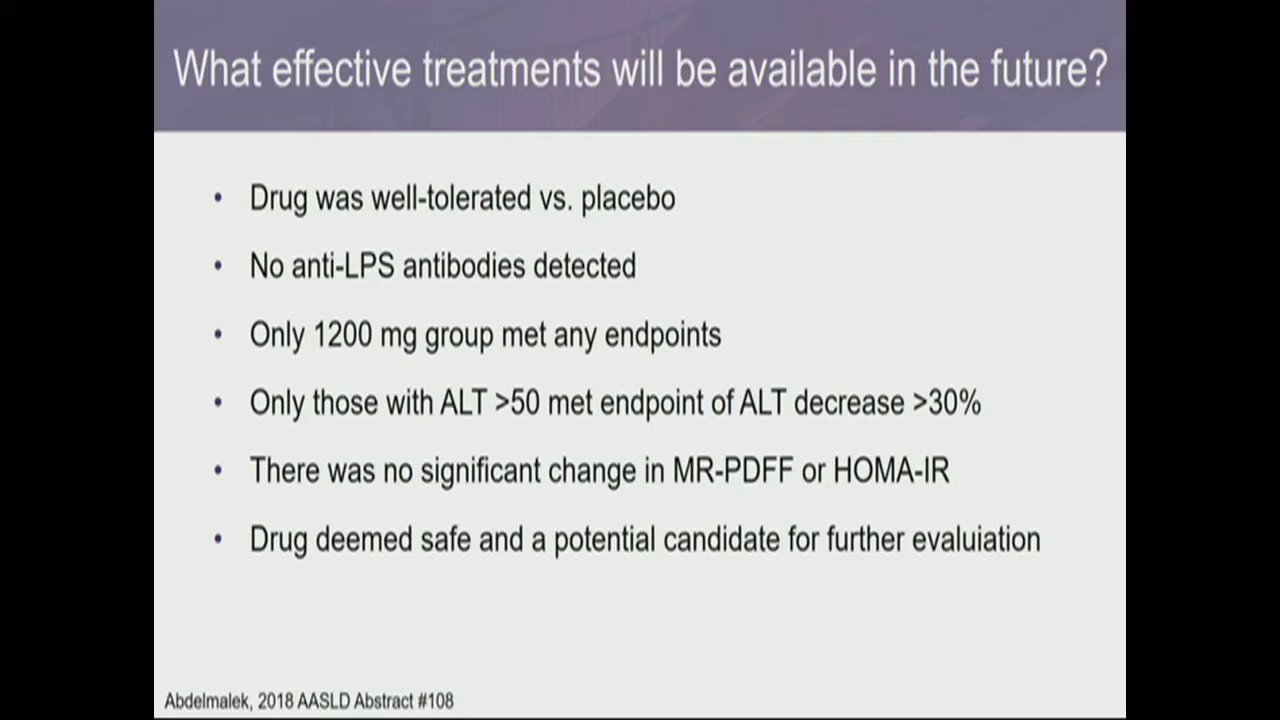 What effective treatments will be available in the future?
• Drug was well-tolerated vs. placebo
• No anti-LPS antibodies detected
• Only 1200 mg group met any endpoints
• Only those with ALT >50 met endpoint of ALT decrease >30%
• There was no significant change in MR-PDFF or HOMA-IR
• Drug deemed safe and a potential candidate for further evaluiation
Abdelmalek, 2018 AASLD Abstract #108